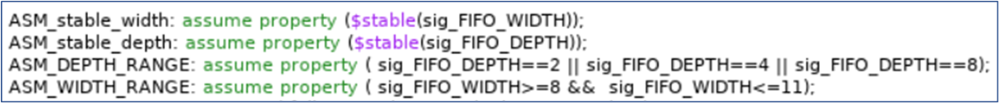 ASM_stable_width: assume property ($stable(sig_FIFO_WIDTH));
ASM_stable_depth: assume property ($stable(sig_FIFO_DEPTH));
ASM_DEPTH_RANGE: assume property ( sig_FIFO_DEPTH==2 || sig_FIFO_DEPTH==4 || sig_FIFO_DEPTH==8);
ASM_WIDTH_RANGE: assume property ( sig_FIFO_WIDTH>=8 &&  sig_FIFO_WIDTH<=11);